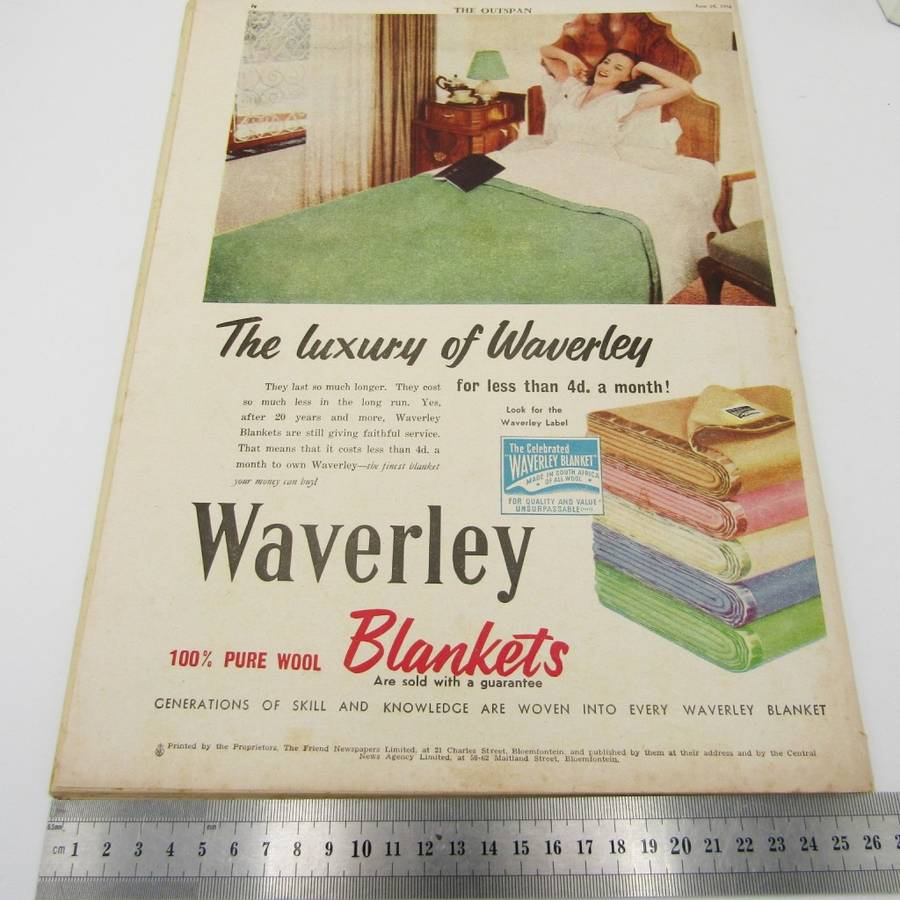 THE OUTSPAN
The luxury of Waverley
for less than 4d. a month!
They last so much longer. They cost
so much less in the long run. Yes,
after 20 years and more, Waverley
Blankets are still giving faithful service.
That means that it costs less than 4d. a
month to own Waverley—the finest blanket
your money can buy!
Look for the
Waverley Label
The Celebrated
"WAVERLEY BLANKET"
MADE IN SOUTH AFRICA
OF ALL WOOL
FOR QUALITY AND VALUE
UNSURPASSABLE
Waverley
Blankets
100% PURE WOOL
Are sold with a guarantee
GENERATIONS OF SKILL AND KNOWLEDGE ARE WOVEN INTO EVERY WAVERLEY BLANKET
Printed by the Proprietors, The Friend Newspapers Limited, at 21 Charles Street, Bloemfontein, and published by them at their address and by the Central
News Agency Limited, at 58-62 Maitland Street, Bloemfontein.
cm 1 2 3 4 5 6 7 8 9 10 11 12 13 14 15 16 17 18 19 20 21 22 23 24 25 26